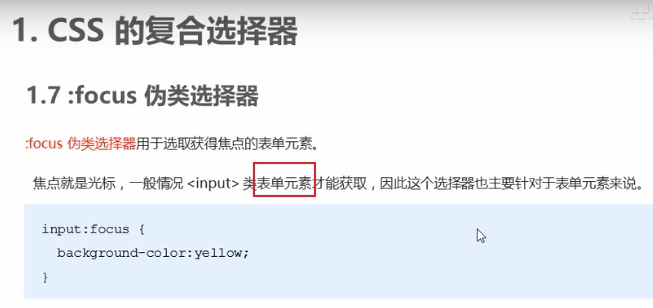 1. CSS 的复合选择器
1.7 :focus 伪类选择器
:focus 伪类选择器用于选取获得焦点的表单元素。
焦点就是光标，一般情况 <input> 类表单元素才能获取，因此这个选择器也主要针对于表单元素来说。
input:focus {
background-color:yellow;
}